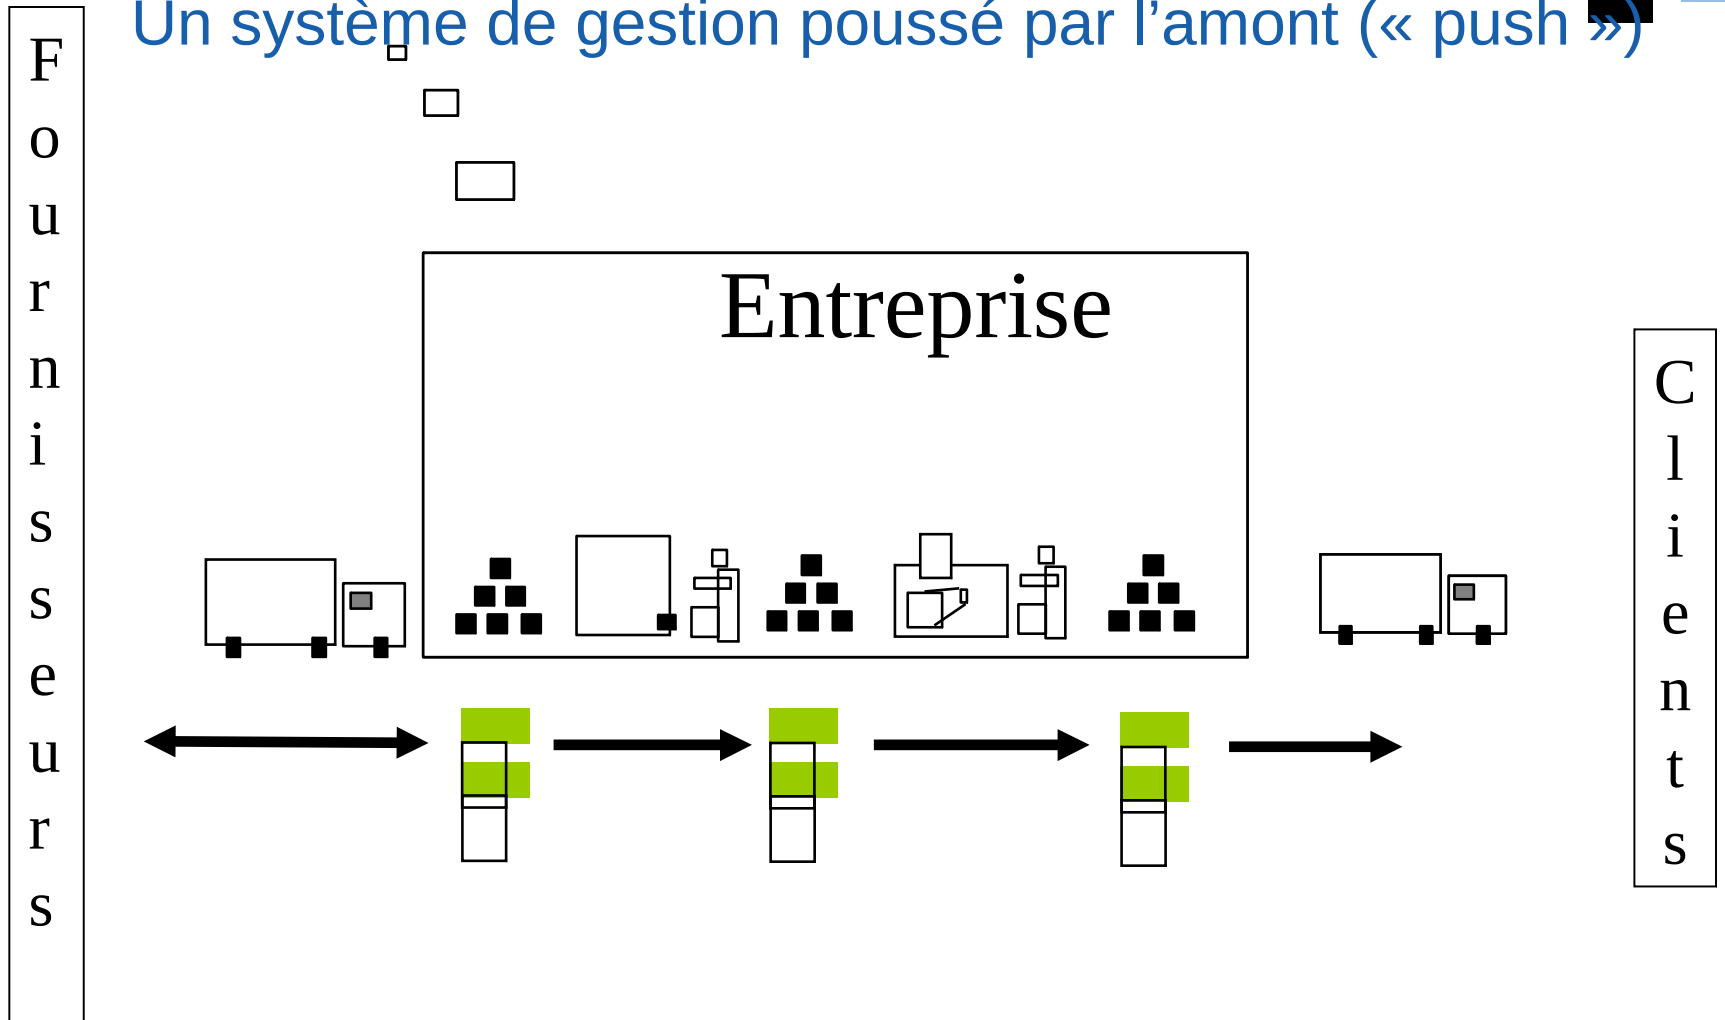 Un système de gestion poussé par l’amont (« push »)
Fournisseurs
Entreprise
Clients